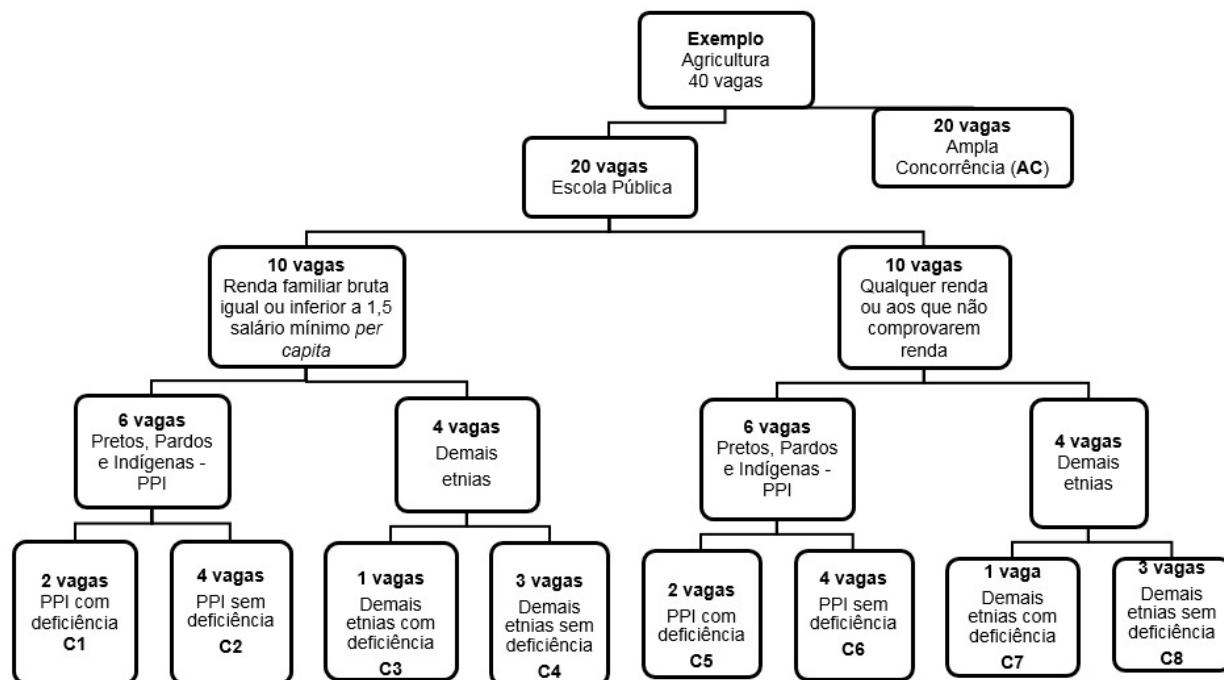 Exemplo
Agricultura
40 vagas
20 vagas
Ampla
Concorrência (AC)
20 vagas
Escola Pública
10 vagas
Renda familiar bruta
igual ou inferior a 1,5
salário mínimo per
capita
10 vagas
Qualquer renda
ou aos que não
comprovarem
renda
6 vagas
Pretos, Pardos
e Indígenas -
PPI
4 vagas
Demais
etnias
6 vagas
Pretos, Pardos
e Indígenas -
PPI
4 vagas
Demais
etnias
2 vagas
PPI com
deficiência
C1
4 vagas
PPI sem
deficiência
C2
1 vagas
Demais
etnias com
deficiência
C3
3 vagas
Demais
etnias sem
deficiência
C4
2 vagas
PPI com
deficiência
C5
4 vagas
PPI sem
deficiência
C6
1 vaga
Demais
etnias com
deficiência
C7
3 vagas
Demais
etnias sem
deficiência
C8